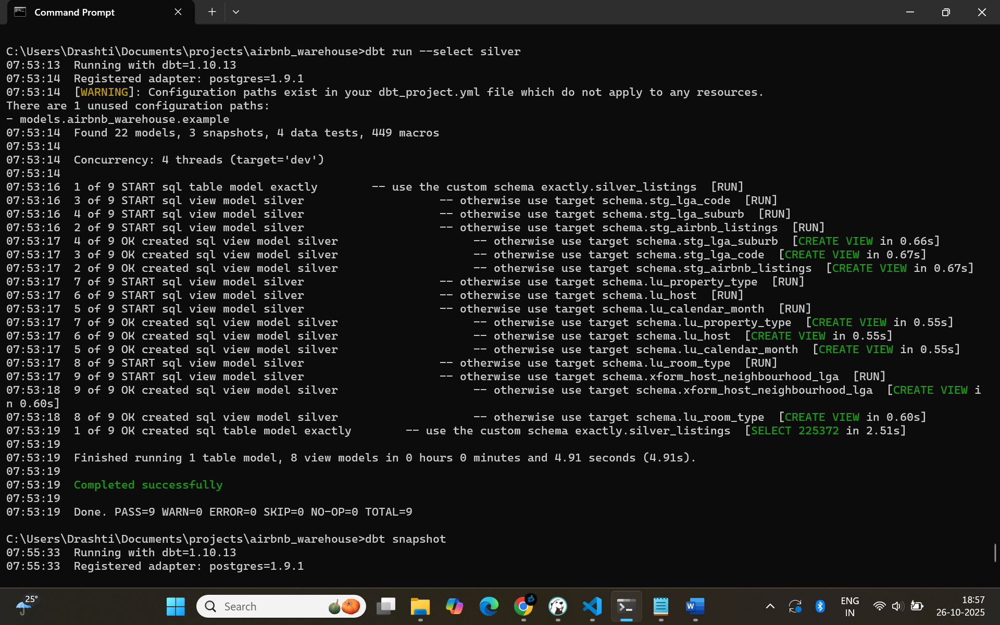 Command Prompt
C:\Users\Drashti\Documents\projects\airbnb_warehouse>dbt run --select silver
07:53:13  Running with dbt=1.10.13
07:53:14  Registered adapter: postgres=1.9.1
07:53:14  [WARNING]: Configuration paths exist in your dbt_project.yml file which do not apply to any resources.
There are 1 unused configuration paths:
- models.airbnb_warehouse.example
07:53:14  Found 22 models, 3 snapshots, 4 data tests, 449 macros
07:53:14
07:53:14  Concurrency: 4 threads (target='dev')
07:53:14
07:53:16  1 of 9 START sql table model exactly        -- use the custom schema exactly.silver_listings  [RUN]
07:53:16  3 of 9 START sql view model silver                    -- otherwise use target schema.stg_lga_code  [RUN]
07:53:16  4 of 9 START sql view model silver                    -- otherwise use target schema.stg_lga_suburb  [RUN]
07:53:16  2 of 9 START sql view model silver                    -- otherwise use target schema.stg_airbnb_listings  [RUN]
07:53:17  4 of 9 OK created sql view model silver                    -- otherwise use target schema.stg_lga_suburb  [CREATE VIEW in 0.66s]
07:53:17  3 of 9 OK created sql view model silver                    -- otherwise use target schema.stg_lga_code  [CREATE VIEW in 0.67s]
07:53:17  2 of 9 OK created sql view model silver                    -- otherwise use target schema.stg_airbnb_listings  [CREATE VIEW in 0.67s]
07:53:17  7 of 9 START sql view model silver                    -- otherwise use target schema.lu_property_type  [RUN]
07:53:17  6 of 9 START sql view model silver                    -- otherwise use target schema.lu_host  [RUN]
07:53:17  5 of 9 START sql view model silver                    -- otherwise use target schema.lu_calendar_month  [RUN]
07:53:17  7 of 9 OK created sql view model silver                    -- otherwise use target schema.lu_property_type  [CREATE VIEW in 0.55s]
07:53:17  6 of 9 OK created sql view model silver                    -- otherwise use target schema.lu_host  [CREATE VIEW in 0.55s]
07:53:17  5 of 9 OK created sql view model silver                    -- otherwise use target schema.lu_calendar_month  [CREATE VIEW in 0.55s]
07:53:17  8 of 9 START sql view model silver                    -- otherwise use target schema.lu_room_type  [RUN]
07:53:17  9 of 9 START sql view model silver                    -- otherwise use target schema.xform_host_neighbourhood_lga  [RUN]
07:53:18  9 of 9 OK created sql view model silver                    -- otherwise use target schema.xform_host_neighbourhood_lga  [CREATE VIEW i
n 0.60s]
07:53:18  8 of 9 OK created sql view model silver                    -- otherwise use target schema.lu_room_type  [CREATE VIEW in 0.60s]
07:53:19  1 of 9 OK created sql table model exactly        -- use the custom schema exactly.silver_listings  [SELECT 225372 in 2.51s]
07:53:19
07:53:19  Finished running 1 table model, 8 view models in 0 hours 0 minutes and 4.91 seconds (4.91s).
07:53:19
07:53:19  Completed successfully
07:53:19
07:53:19  Done. PASS=9 WARN=0 ERROR=0 SKIP=0 NO-OP=0 TOTAL=9
C:\Users\Drashti\Documents\projects\airbnb_warehouse>dbt snapshot
07:55:33  Running with dbt=1.10.13
07:55:33  Registered adapter: postgres=1.9.1
25°
Search
ENG
IN
18:57
26-10-2025